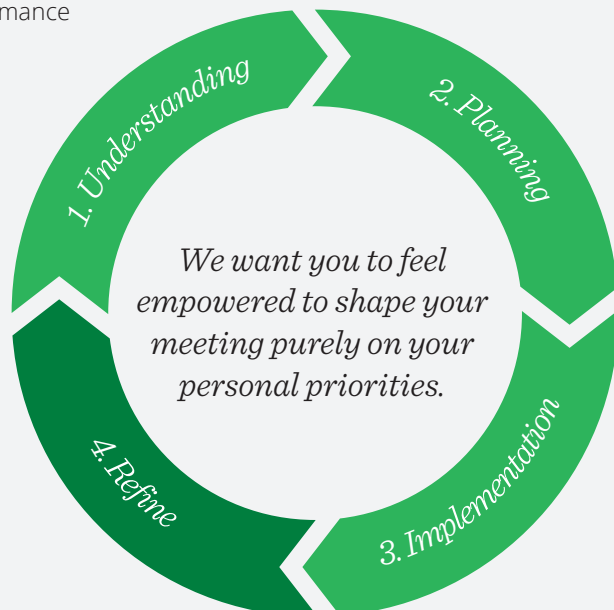 mance
1. Understanding
2. Planning
We want you to feel
empowered to shape your
meeting purely on your
personal priorities.
3. Implementation
4. Refine